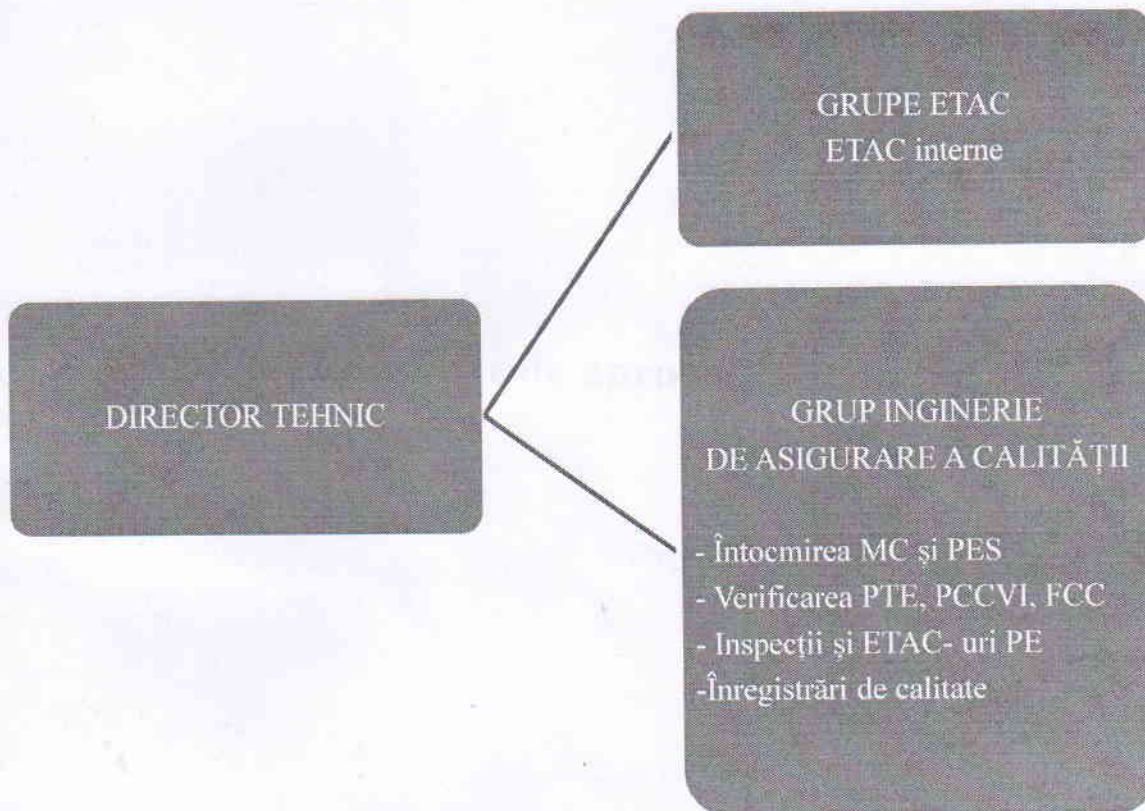 GRUPE ETAC
ETAC interne
DIRECTOR TEHNIC
GRUP INGINERIE
DE ASIGURARE A CALITĂȚII
- Întocmirea MC și PES
- Verificarea PTE, PCCVI, FCC
- Inspecții și ETAC- uri PE
-Înregistrări de calitate